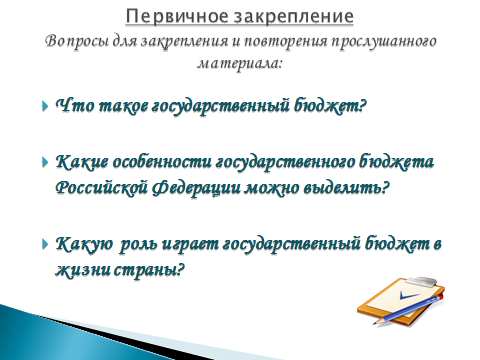 Первичное закрепление
Вопросы для закрепления и повторения прослушанного
материала:
Что такое государственный бюджет?
Какие особенности государственного бюджета
Российской Федерации можно выделить?
Какую роль играет государственный бюджет в
жизни страны?